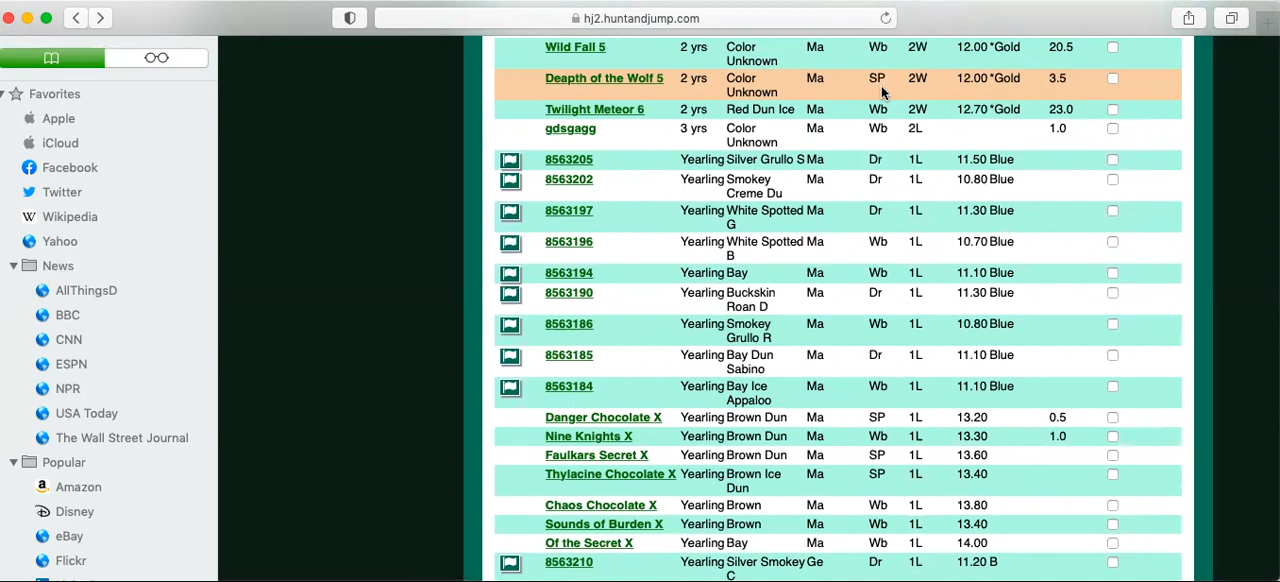 hj2.huntandjump.com
Favorites
Apple
iCloud
Facebook
Twitter
W Wikipedia
Yahoo
News
AllThingsD
BBC
CNN
ESPN
NPR
USA Today
The Wall Street Journal
Popular
a Amazon
Disney
eBay
Flickr
Wild Fall 5 2 yrs Color Ma Wb 2W 12.00 *Gold 20.5
Unknown
Deapth of the Wolf 5 2 yrs Color Ma SP 2W 12.00 *Gold 3.5
Unknown
Twilight Meteor 6 2 yrs Red Dun Ice Ma Wb 2W 12.70 *Gold 23.0
gdsgagg 3 yrs Color Ma Wb 2L 1.0
Unknown
8563205 Yearling Silver Grullo S Ma Dr 1L 11.50 Blue
8563202 Yearling Smokey Ma Dr 1L 10.80 Blue
Creme Du
8563197 Yearling White Spotted Ma Dr 1L 11.30 Blue
G
8563196 Yearling White Spotted Ma Wb 1L 10.70 Blue
B
8563194 Yearling Bay Ma Wb 1L 11.10 Blue
8563190 Yearling Buckskin Ma Dr 1L 11.30 Blue
Roan D
8563186 Yearling Smokey Ma Wb 1L 10.80 Blue
Grullo R
8563185 Yearling Bay Dun Ma Dr 1L 11.10 Blue
Sabino
8563184 Yearling Bay Ice Ma Wb 1L 11.10 Blue
Appaloo
Danger Chocolate X Yearling Brown Dun Ma SP 1L 13.20 0.5
Nine Knights X Yearling Brown Dun Ma Wb 1L 13.30 1.0
Faulkars Secret X Yearling Brown Dun Ma SP 1L 13.60
Thylacine Chocolate X Yearling Brown Ice Ma SP 1L 13.40
Dun
Chaos Chocolate X Yearling Brown Ma Wb 1L 13.80
Sounds of Burden X Yearling Brown Ma Wb 1L 13.40
Of the Secret X Yearling Bay Ma Wb 1L 14.00
8563210 Yearling Silver Smokey Ge Dr 1L 11.20 B
C